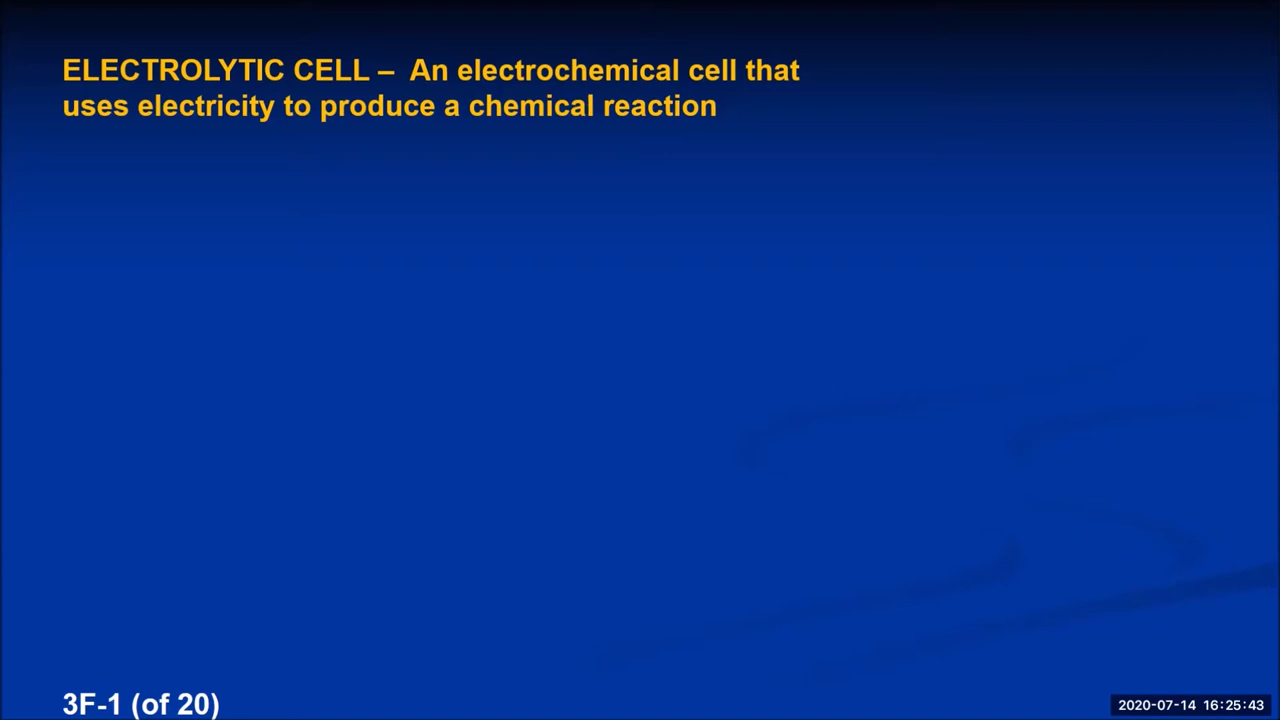 ELECTROLYTIC CELL – An electrochemical cell that
uses electricity to produce a chemical reaction
3F-1 (of 20)
2020-07-14 16:25:43